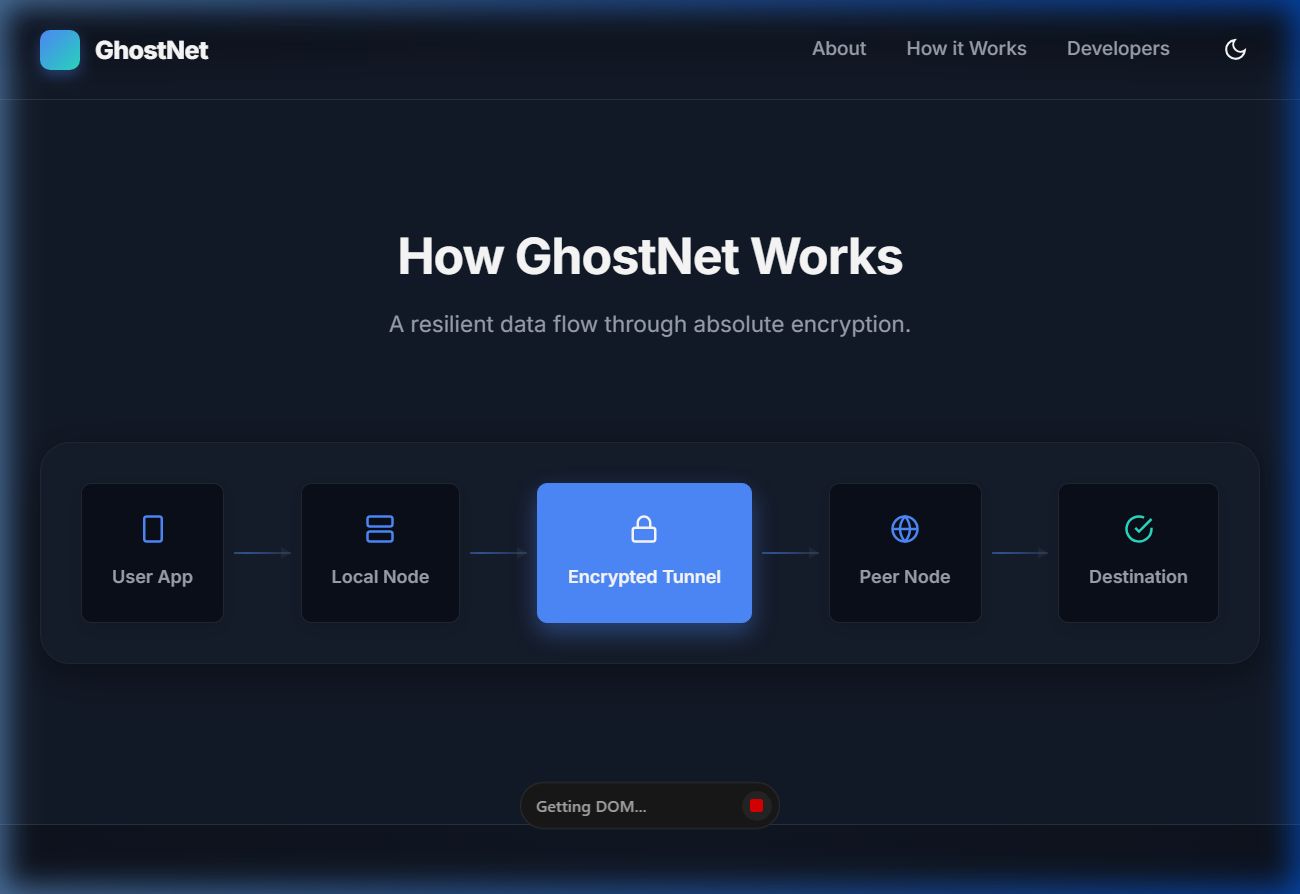 GhostNet
About
How it Works
Developers
How GhostNet Works
A resilient data flow through absolute encryption.
User App
Local Node
Encrypted Tunnel
Peer Node
Destination
Getting DOM...